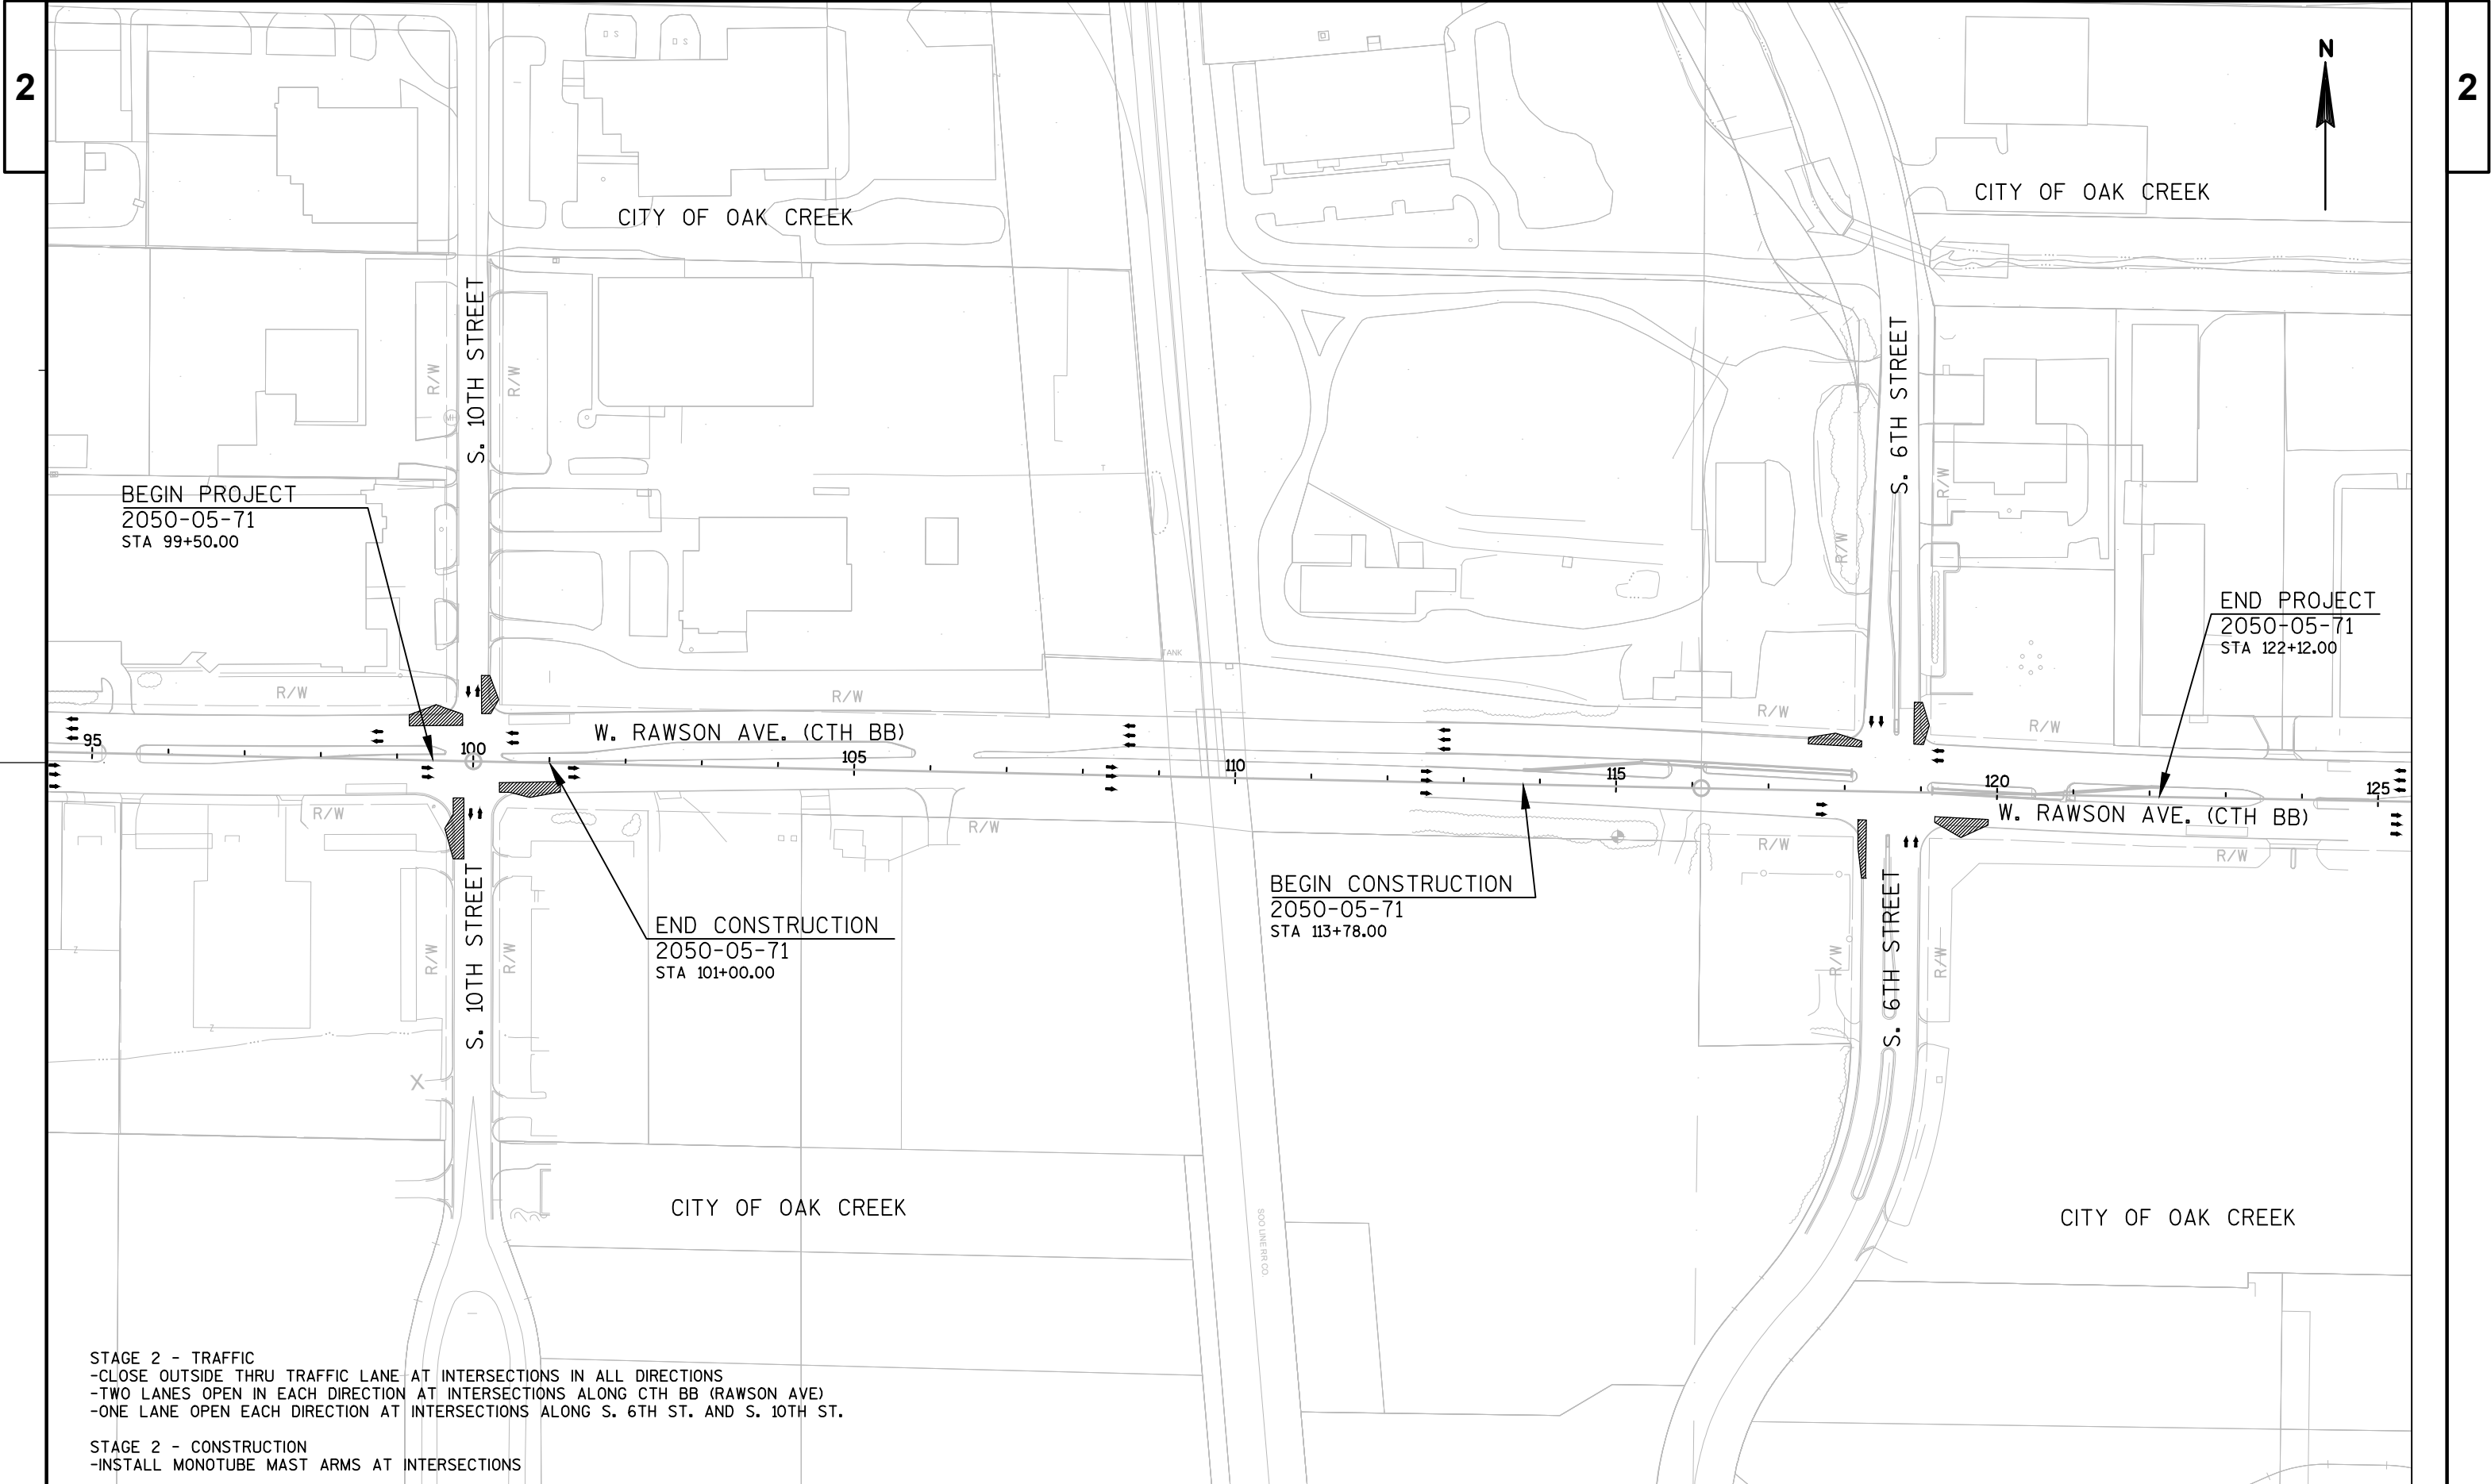 2
2
N
CITY OF OAK CREEK
CITY OF OAK CREEK
S. 10TH STREET
R/W
R/W
MH
S. 6TH STREET
R/W
R/W
T
BEGIN PROJECT
2050-05-71
STA 99+50.00
END PROJECT
2050-05-71
STA 122+12.00
TANK
R/W
R/W
R/W
R/W
W. RAWSON AVE. (CTH BB)
95
100
105
110
115
120
125
W. RAWSON AVE. (CTH BB)
R/W
R/W
R/W
R/W
BEGIN CONSTRUCTION
2050-05-71
STA 113+78.00
END CONSTRUCTION
2050-05-71
STA 101+00.00
S. 10TH STREET
R/W
R/W
S. 6TH STREET
R/W
R/W
X
CITY OF OAK CREEK
CITY OF OAK CREEK
SOO LINE RR CO.
STAGE 2 - TRAFFIC
-CLOSE OUTSIDE THRU TRAFFIC LANE AT INTERSECTIONS IN ALL DIRECTIONS
-TWO LANES OPEN IN EACH DIRECTION AT INTERSECTIONS ALONG CTH BB (RAWSON AVE)
-ONE LANE OPEN EACH DIRECTION AT INTERSECTIONS ALONG S. 6TH ST. AND S. 10TH ST.
STAGE 2 - CONSTRUCTION
-INSTALL MONOTUBE MAST ARMS AT INTERSECTIONS